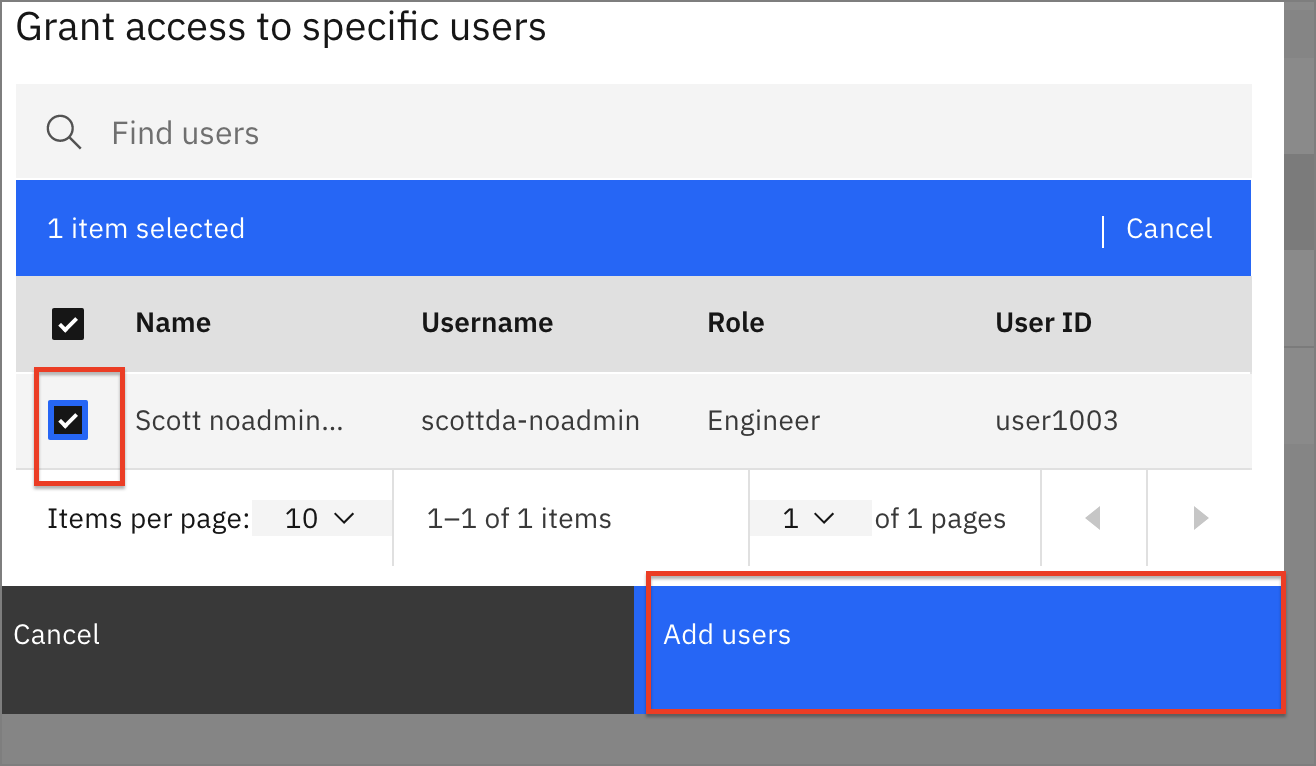 Grant access to specific users
Find users
1 item selected | Cancel
Name Username Role User ID
Scott noadmin... scottda-noadmin Engineer user1003
Items per page: 10 1–1 of 1 items 1 of 1 pages
Cancel Add users